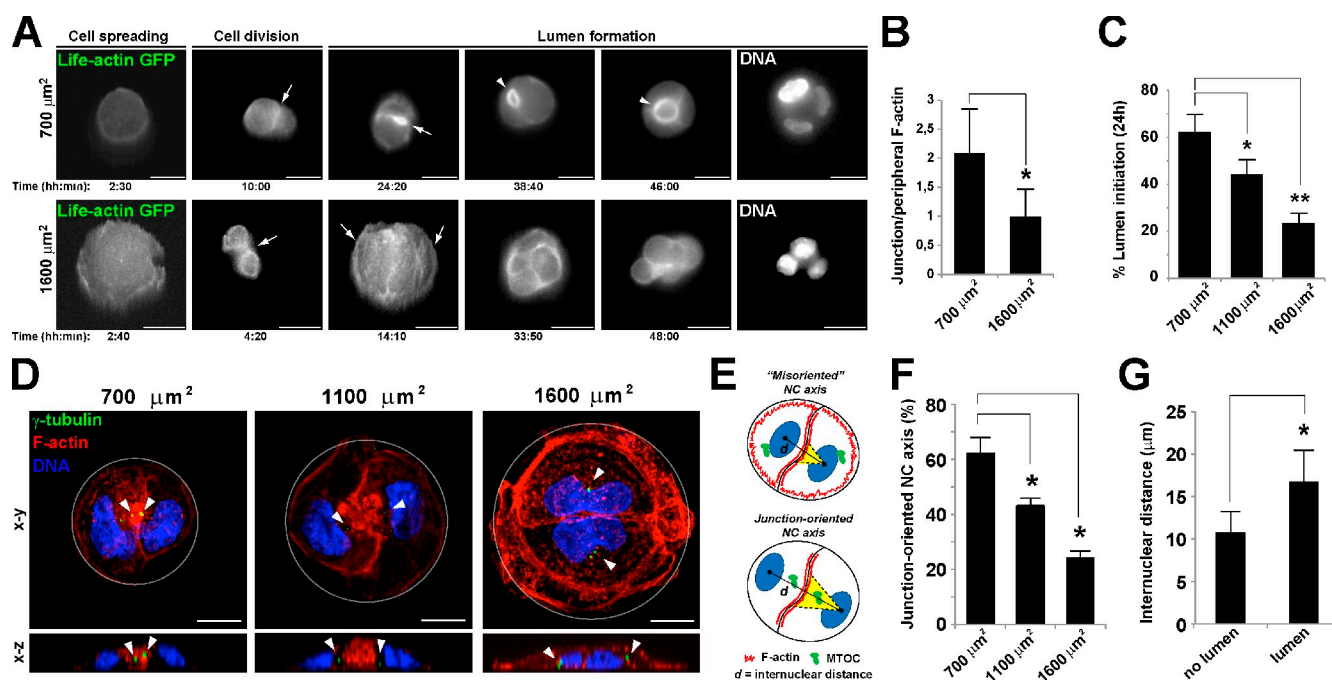 A
Cell spreading
Cell division
Lumen formation
700 µm²
Life-actin GFP
DNA
Time (hh:min): 2:30 10:00 24:20 38:40 46:00
1600 µm²
Life-actin GFP
DNA
Time (hh:min): 2:40 4:20 14:10 33:50 48:00
B
Junction/peripheral F-actin
3,5
3
2,5
2
1,5
1
0,5
0
*
700 µm²
1600 µm²
C
% Lumen initiation (24h)
80
60
40
20
0
*
**
700 µm²
1100 µm²
1600 µm²
D
700 µm²
1100 µm²
1600 µm²
γ-tubulin
F-actin
DNA
x-y
x-z
E
"Misoriented"
NC axis
d
Junction-oriented
NC axis
d
F-actin MTOC
d = internuclear distance
F
Junction-oriented NC axis (%)
80
60
40
20
0
*
*
700 µm²
1100 µm²
1600 µm²
G
Internuclear distance (µm)
25
20
15
10
5
0
*
no lumen
lumen